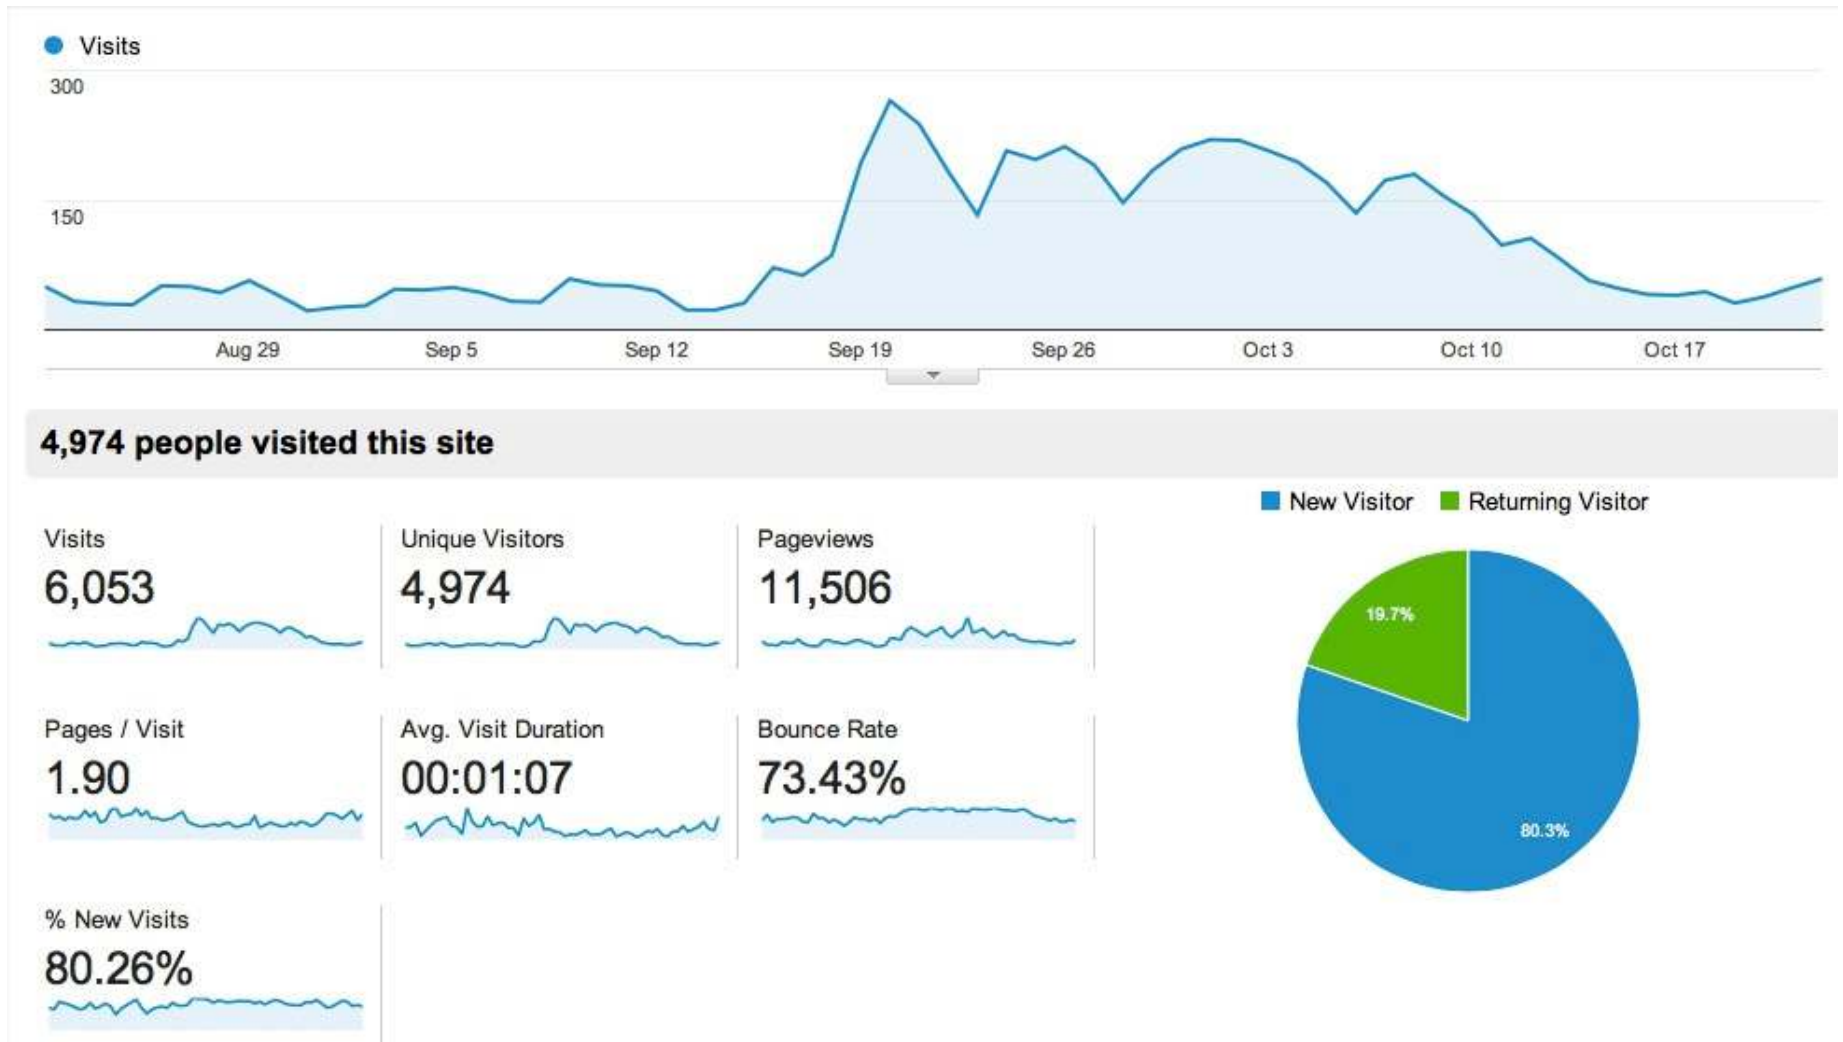 Visits
300
150
Aug 29 Sep 5 Sep 12 Sep 19 Sep 26 Oct 3 Oct 10 Oct 17
4,974 people visited this site
New Visitor Returning Visitor
Visits Unique Visitors Pageviews
6,053 4,974 11,506
19.7%
Pages / Visit Avg. Visit Duration Bounce Rate
1.90 00:01:07 73.43%
80.3%
% New Visits
80.26%